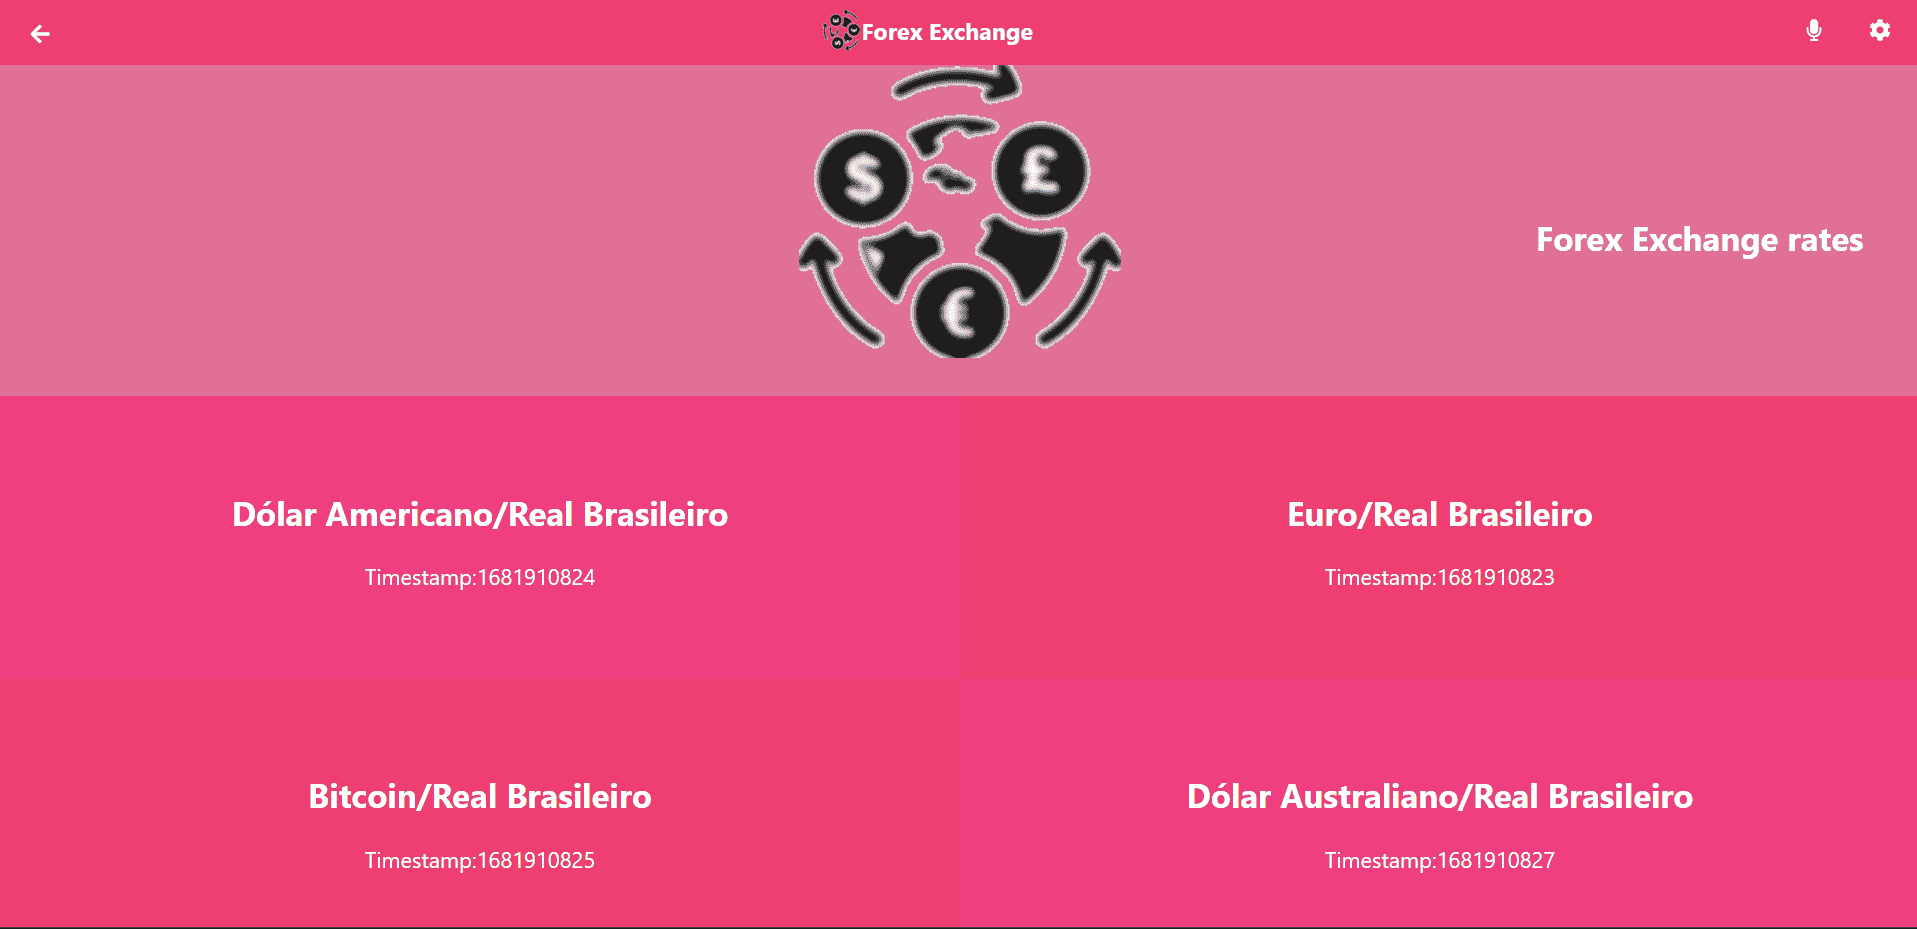 Forex Exchange
$ £
€
Forex Exchange rates
Dólar Americano/Real Brasileiro
Timestamp:1681910824
Euro/Real Brasileiro
Timestamp:1681910823
Bitcoin/Real Brasileiro
Timestamp:1681910825
Dólar Australiano/Real Brasileiro
Timestamp:1681910827